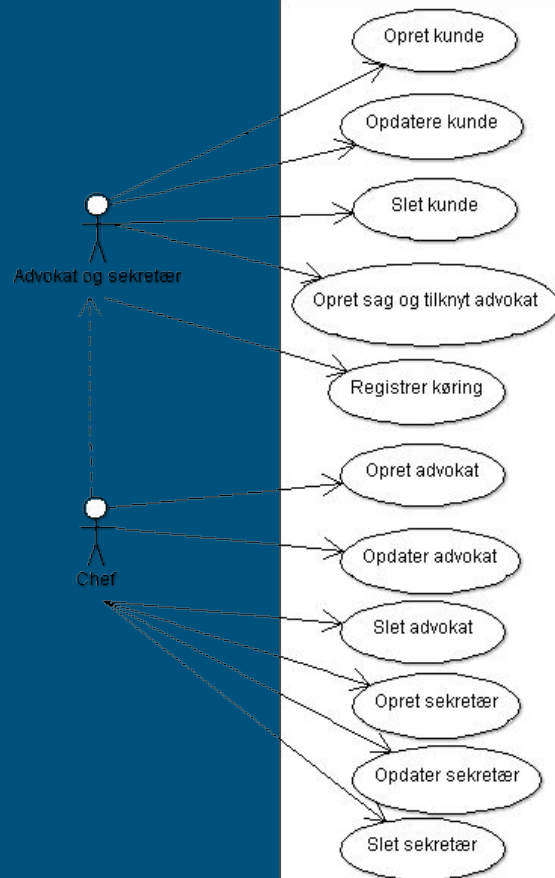 Opret kunde
Opdatere kunde
Slet kunde
Advokat og sekretær
Opret sag og tilknyt advokat
Registrer køring
Opret advokat
Opdater advokat
Chef
Slet advokat
Opret sekretær
Opdater sekretær
Slet sekretær